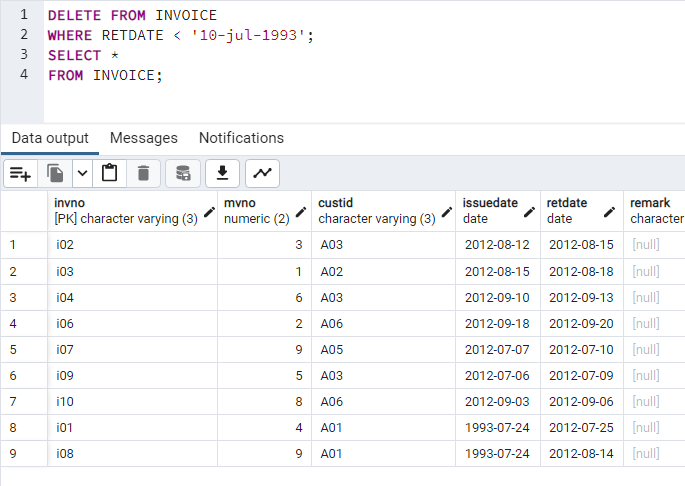 1 DELETE FROM INVOICE
2 WHERE RETDATE < '10-jul-1993';
3 SELECT *
4 FROM INVOICE;
Data output Messages Notifications
invno mvno custid issuedate retdate remark
[PK] character varying (3) numeric (2) character varying (3) date date character
1 i02 3 A03 2012-08-12 2012-08-15 [null]
2 i03 1 A02 2012-08-15 2012-08-18 [null]
3 i04 6 A03 2012-09-10 2012-09-13 [null]
4 i06 2 A06 2012-09-18 2012-09-20 [null]
5 i07 9 A05 2012-07-07 2012-07-10 [null]
6 i09 5 A03 2012-07-06 2012-07-09 [null]
7 i10 8 A06 2012-09-03 2012-09-06 [null]
8 i01 4 A01 1993-07-24 2012-07-25 [null]
9 i08 9 A01 1993-07-24 2012-08-14 [null]